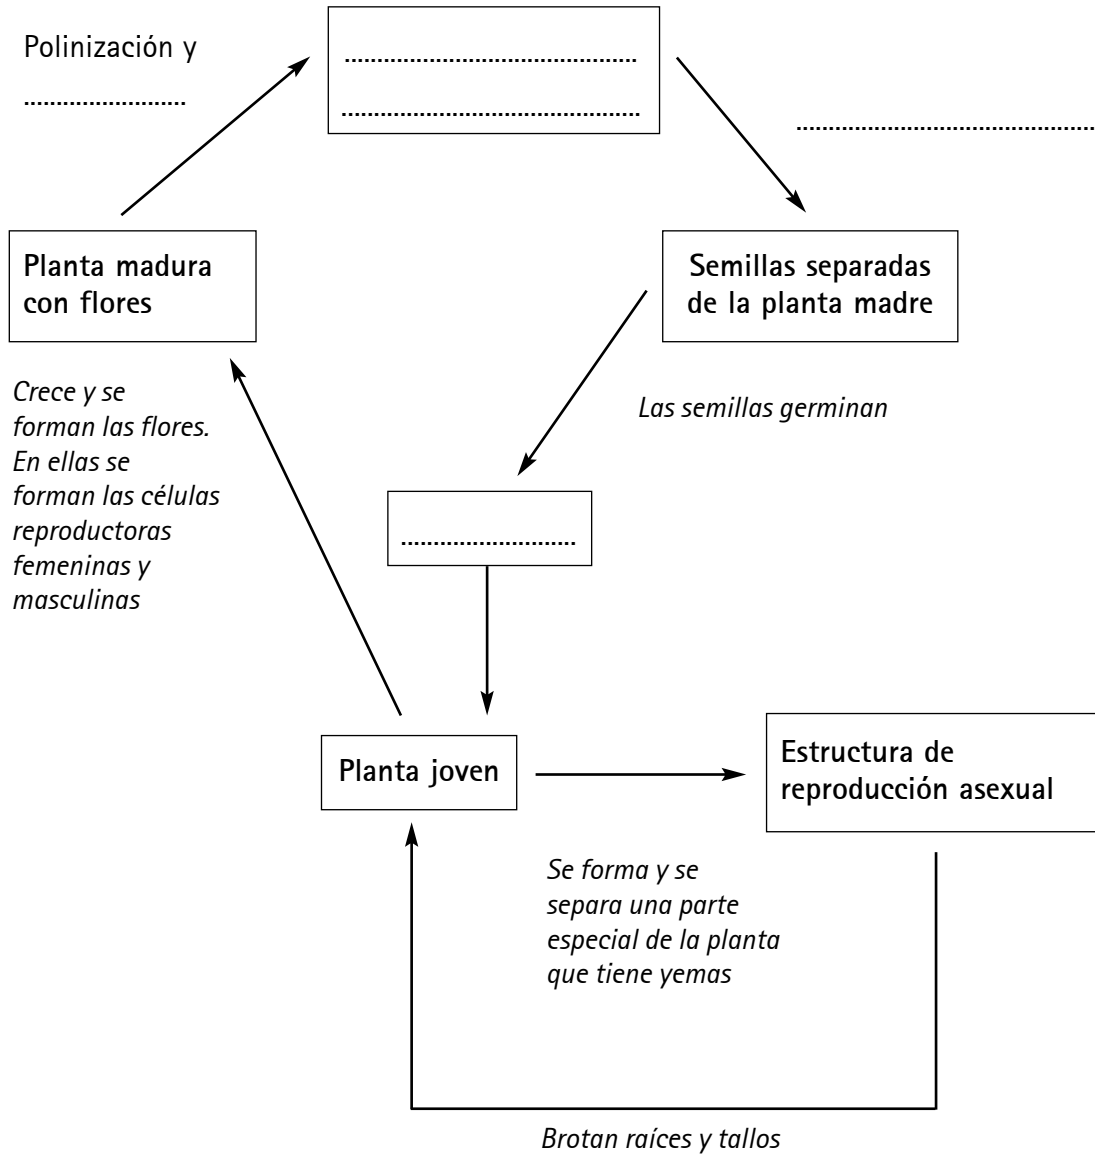 Polinización y
........................
............................................
............................................
............................................
Planta madura
con flores
Semillas separadas
de la planta madre
Crece y se
forman las flores.
En ellas se
forman las células
reproductoras
femeninas y
masculinas
Las semillas germinan
..........................
Planta joven
Estructura de
reproducción asexual
Se forma y se
separa una parte
especial de la planta
que tiene yemas
Brotan raíces y tallos